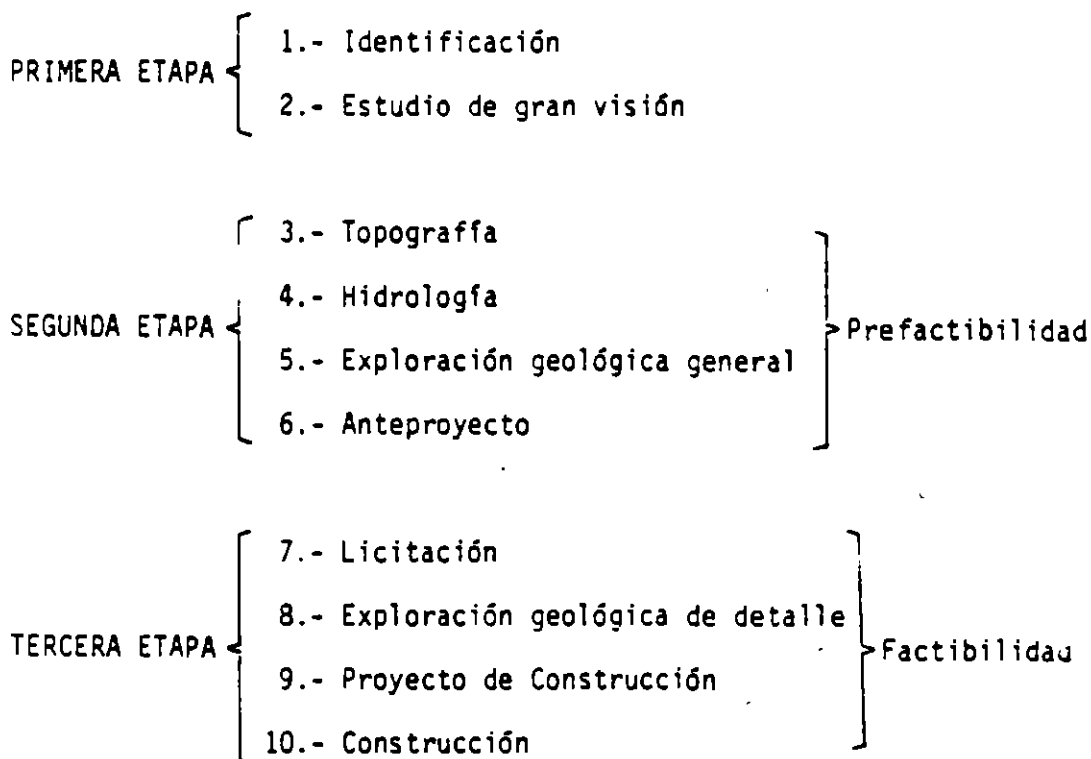 1.- Identificación
PRIMERA ETAPA
2.- Estudio de gran visión
3.- Topografía
4.- Hidrología
SEGUNDA ETAPA
Prefactibilidad
5.- Exploración geológica general
6.- Anteproyecto
7.- Licitación
8.- Exploración geológica de detalle
TERCERA ETAPA
Factibilidad
9.- Proyecto de Construcción
10.- Construcción